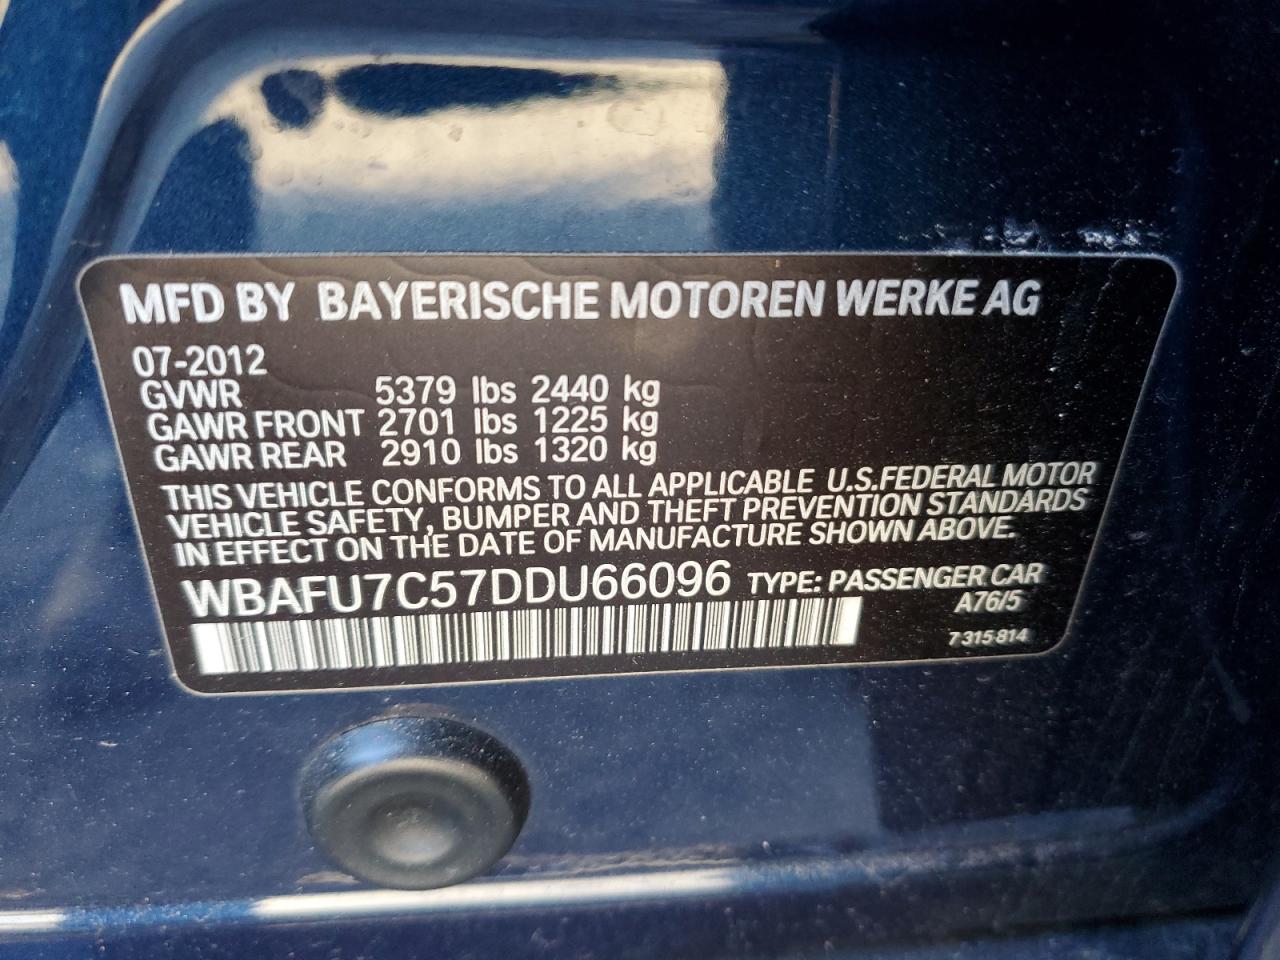 MFD BY BAYERISCHE MOTOREN WERKE AG
07-2012
GVWR 5379 lbs 2440 kg
GAWR FRONT 2701 lbs 1225 kg
GAWR REAR 2910 lbs 1320 kg
THIS VEHICLE CONFORMS TO ALL APPLICABLE U.S.FEDERAL MOTOR
VEHICLE SAFETY, BUMPER AND THEFT PREVENTION STANDARDS
IN EFFECT ON THE DATE OF MANUFACTURE SHOWN ABOVE.
WBAFU7C57DDU66096 TYPE: PASSENGER CAR
A76/5
7 315 814